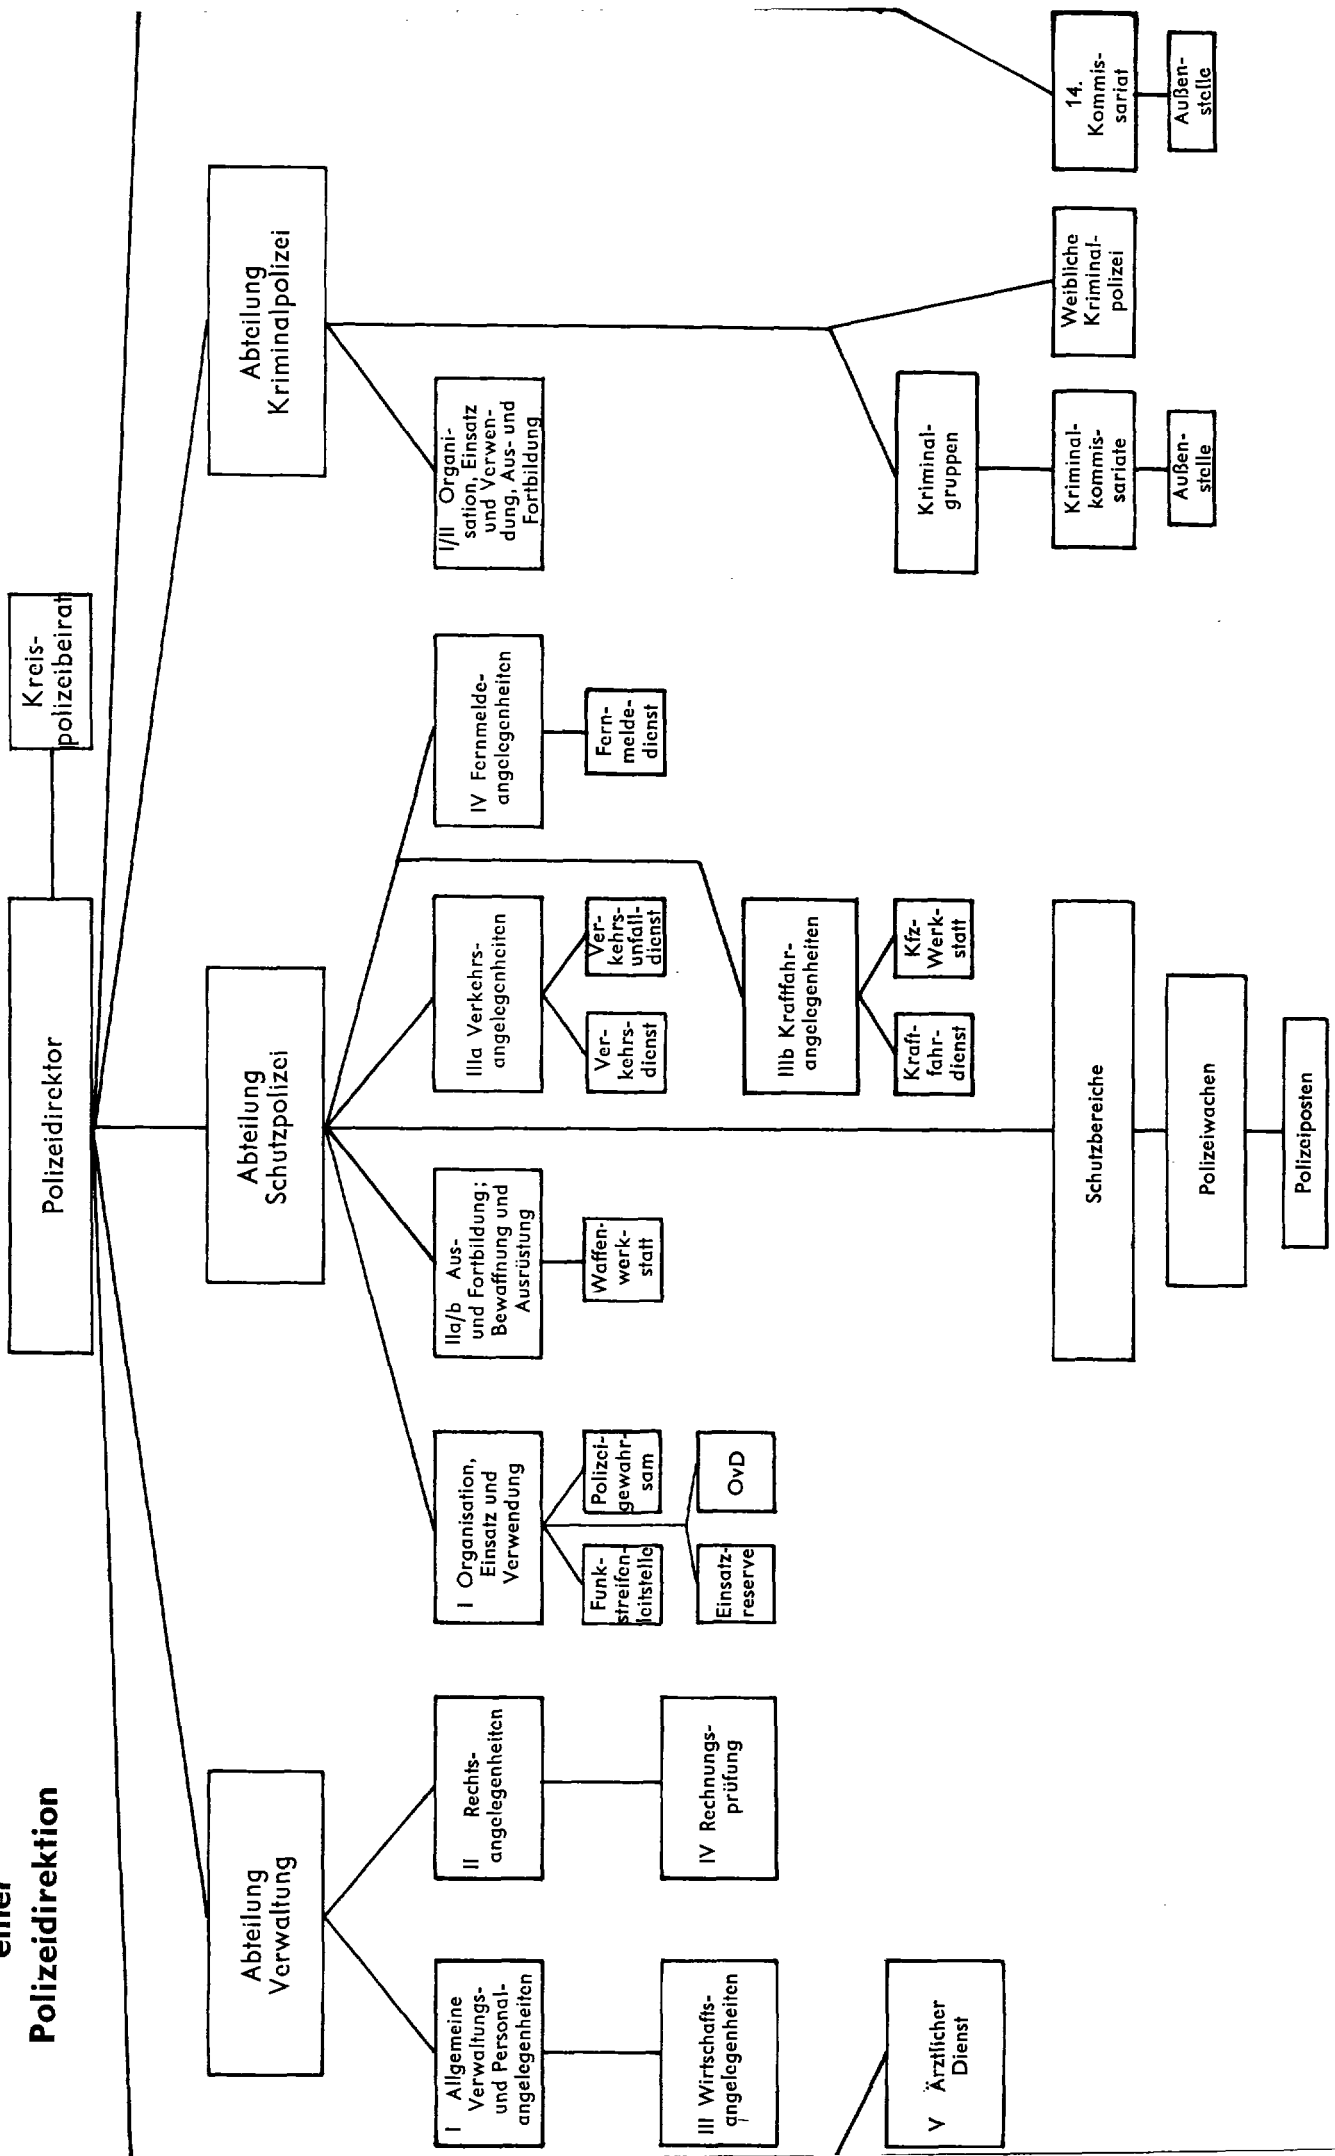 einer
Polizeidirektion
Polizeidirektor
Kreis-
polizeibeirat
Abteilung
Verwaltung
Abteilung
Schutzpolizei
Abteilung
Kriminalpolizei
I Allgemeine
Verwaltungs-
und Personal-
angelegenheiten
II Rechts-
angelegenheiten
I Organisation,
Einsatz und
Verwendung
IIa/b Aus-
und Fortbildung;
Bewaffnung und
Ausrüstung
IIIa Verkehrs-
angelegenheiten
IV Fernmelde-
angelegenheiten
I/II Organi-
sation, Einsatz
und Verwen-
dung, Aus- und
Fortbildung
Funk-
streifen-
leitstelle
Polizei-
gewahr-
sam
Waffen-
werk-
statt
Ver-
kehrs-
dienst
Ver-
kehrs-
unfall-
dienst
Fern-
melde-
dienst
III Wirtschafts-
angelegenheiten
IV Rechnungs-
prüfung
Einsatz-
reserve
OvD
IIIb Kraftfahr-
angelegenheiten
V Ärztlicher
Dienst
Kraft-
fahr-
dienst
Kfz-
Werk-
statt
Kriminal-
gruppen
Schutzbereiche
Kriminal-
kommis-
sariate
Weibliche
Kriminal-
polizei
14.
Kommis-
sariat
Polizeiwachen
Außen-
stelle
Außen-
stelle
Polizeiposten